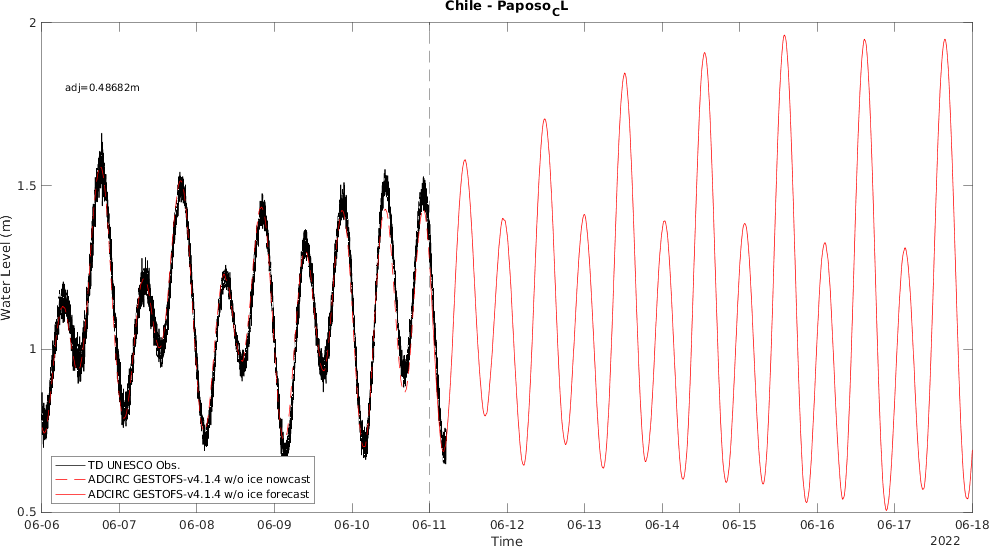 Chile - Paposo_CL
adj=0.48682m
Water Level (m)
2
1.5
1
0.5
TD UNESCO Obs.
ADCIRC GESTOFS-v4.1.4 w/o ice nowcast
ADCIRC GESTOFS-v4.1.4 w/o ice forecast
06-06 06-07 06-08 06-09 06-10 06-11 06-12 06-13 06-14 06-15 06-16 06-17 06-18
Time
2022